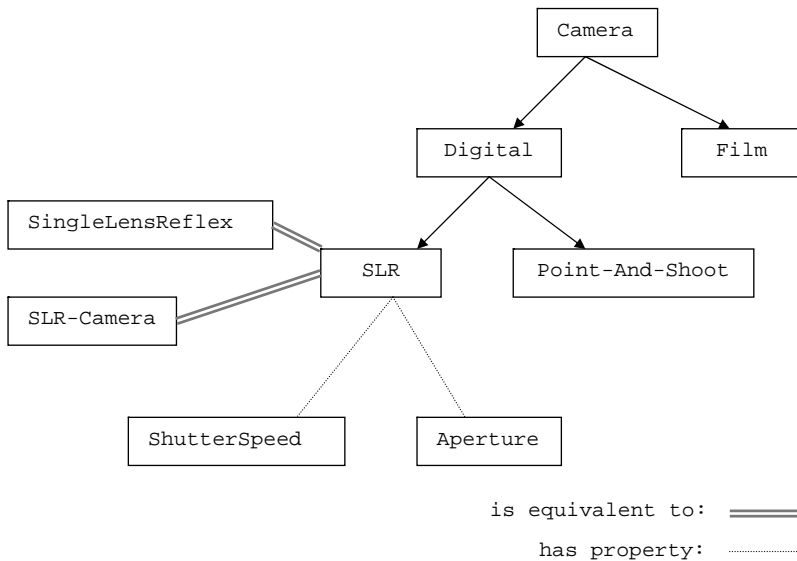 Camera
Digital
Film
SingleLensReflex
SLR
Point-And-Shoot
SLR-Camera
ShutterSpeed
Aperture
is equivalent to:
has property: